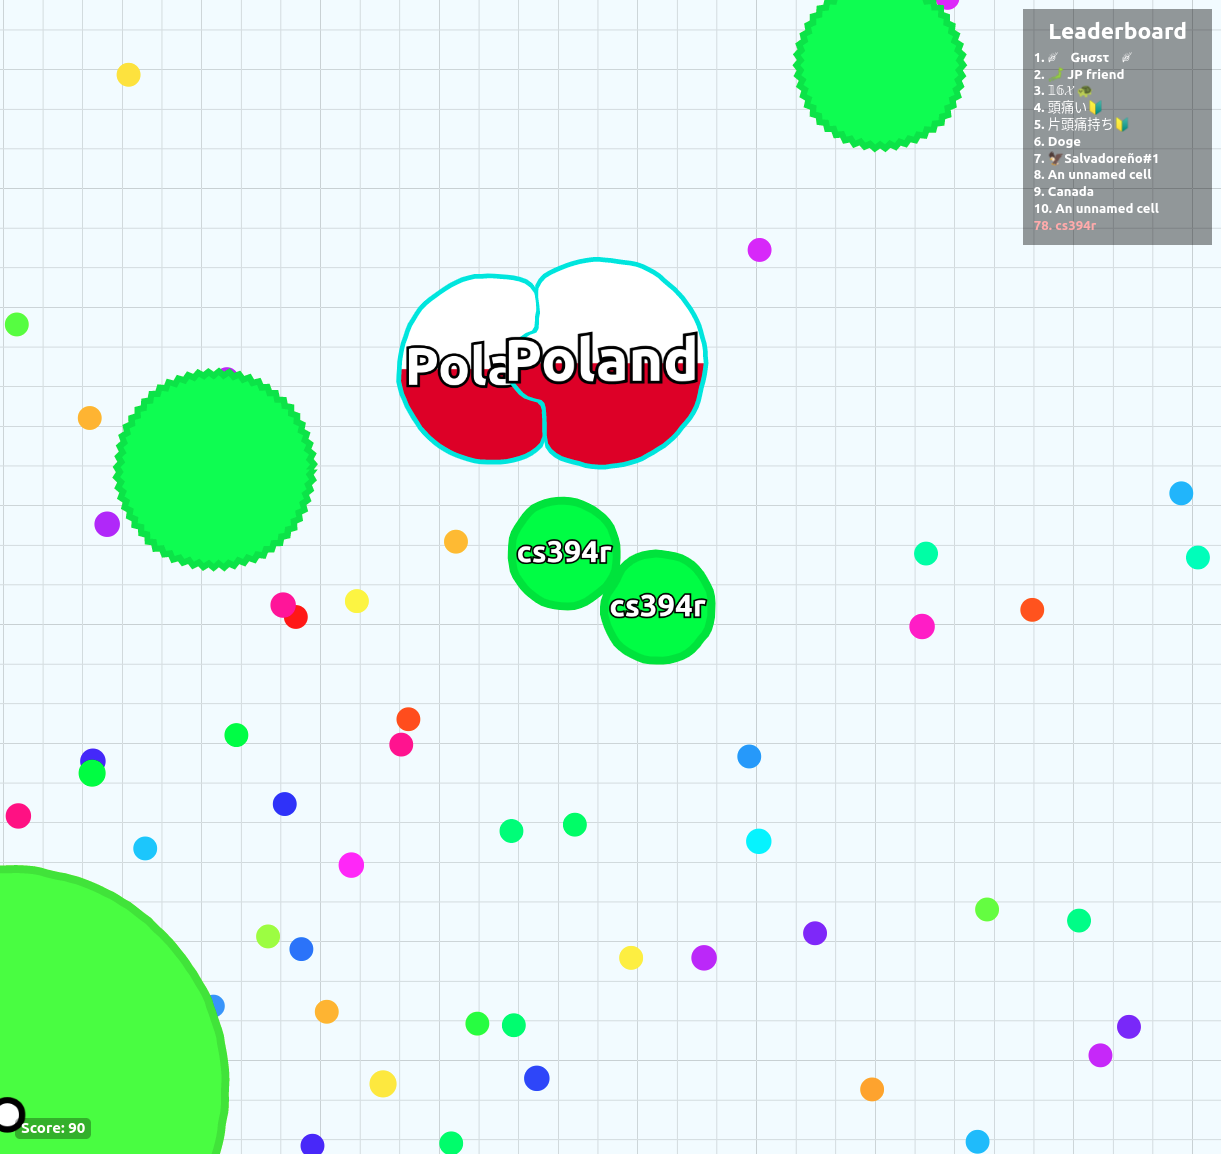 Leaderboard
1. ☄ Gнσsτ ☄
2. JP friend
3. 𝟙𝟞.𝑋 🐢
4. 頭痛い🔰
5. 片頭痛持ち🔰
6. Doge
7. 🦅Salvadoreño#1
8. An unnamed cell
9. Canada
10. An unnamed cell
78. cs394r
Poland
cs394r
cs394r
Score: 90